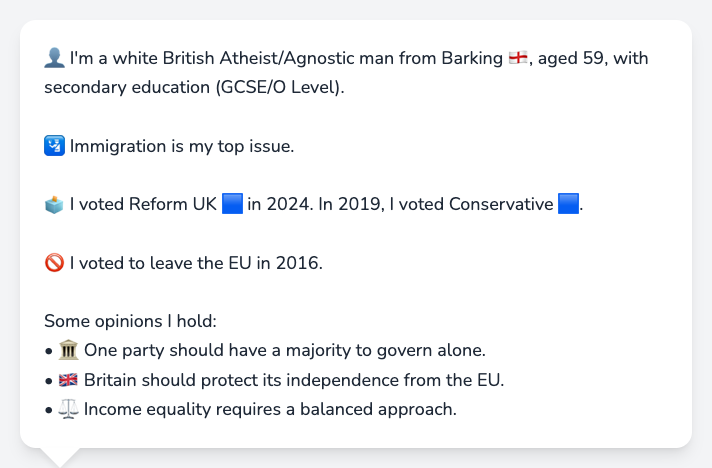 👤 I'm a white British Atheist/Agnostic man from Barking 🏴󠁧󠁢󠁥󠁮󠁧󠁿, aged 59, with
secondary education (GCSE/O Level).
🛂 Immigration is my top issue.
🗳️ I voted Reform UK 🟦 in 2024. In 2019, I voted Conservative 🟦.
🚫 I voted to leave the EU in 2016.
Some opinions I hold:
• 🏛️ One party should have a majority to govern alone.
• 🇬🇧 Britain should protect its independence from the EU.
• ⚖️ Income equality requires a balanced approach.